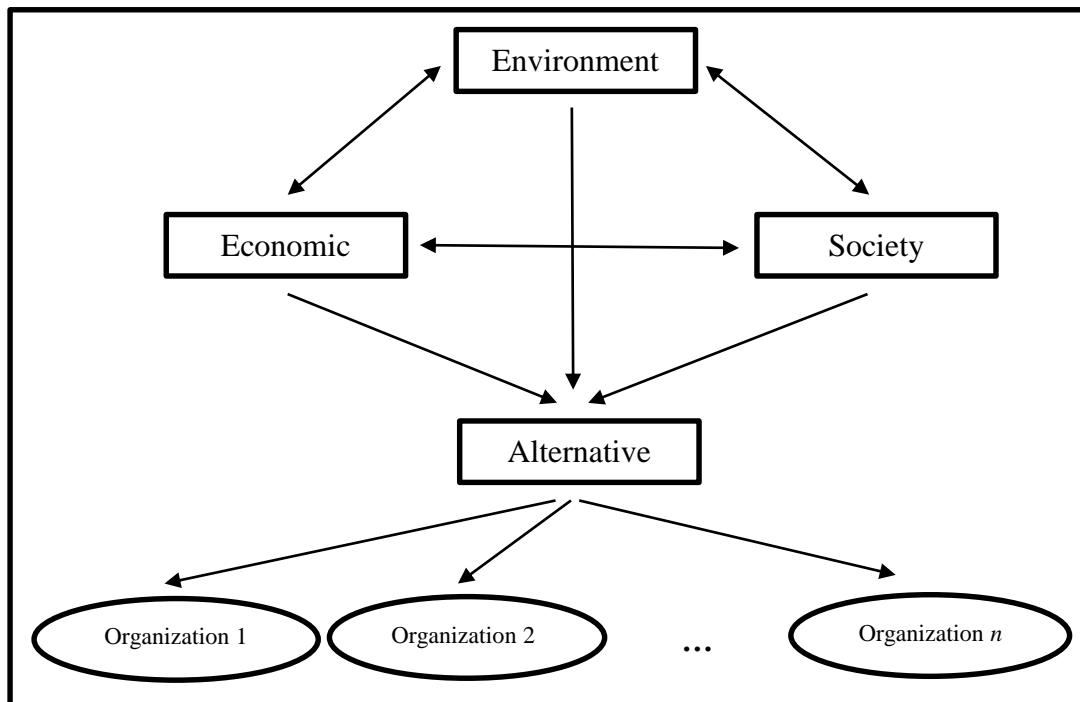 Environment
Economic
Society
Alternative
Organization 1
Organization 2
...
Organization n